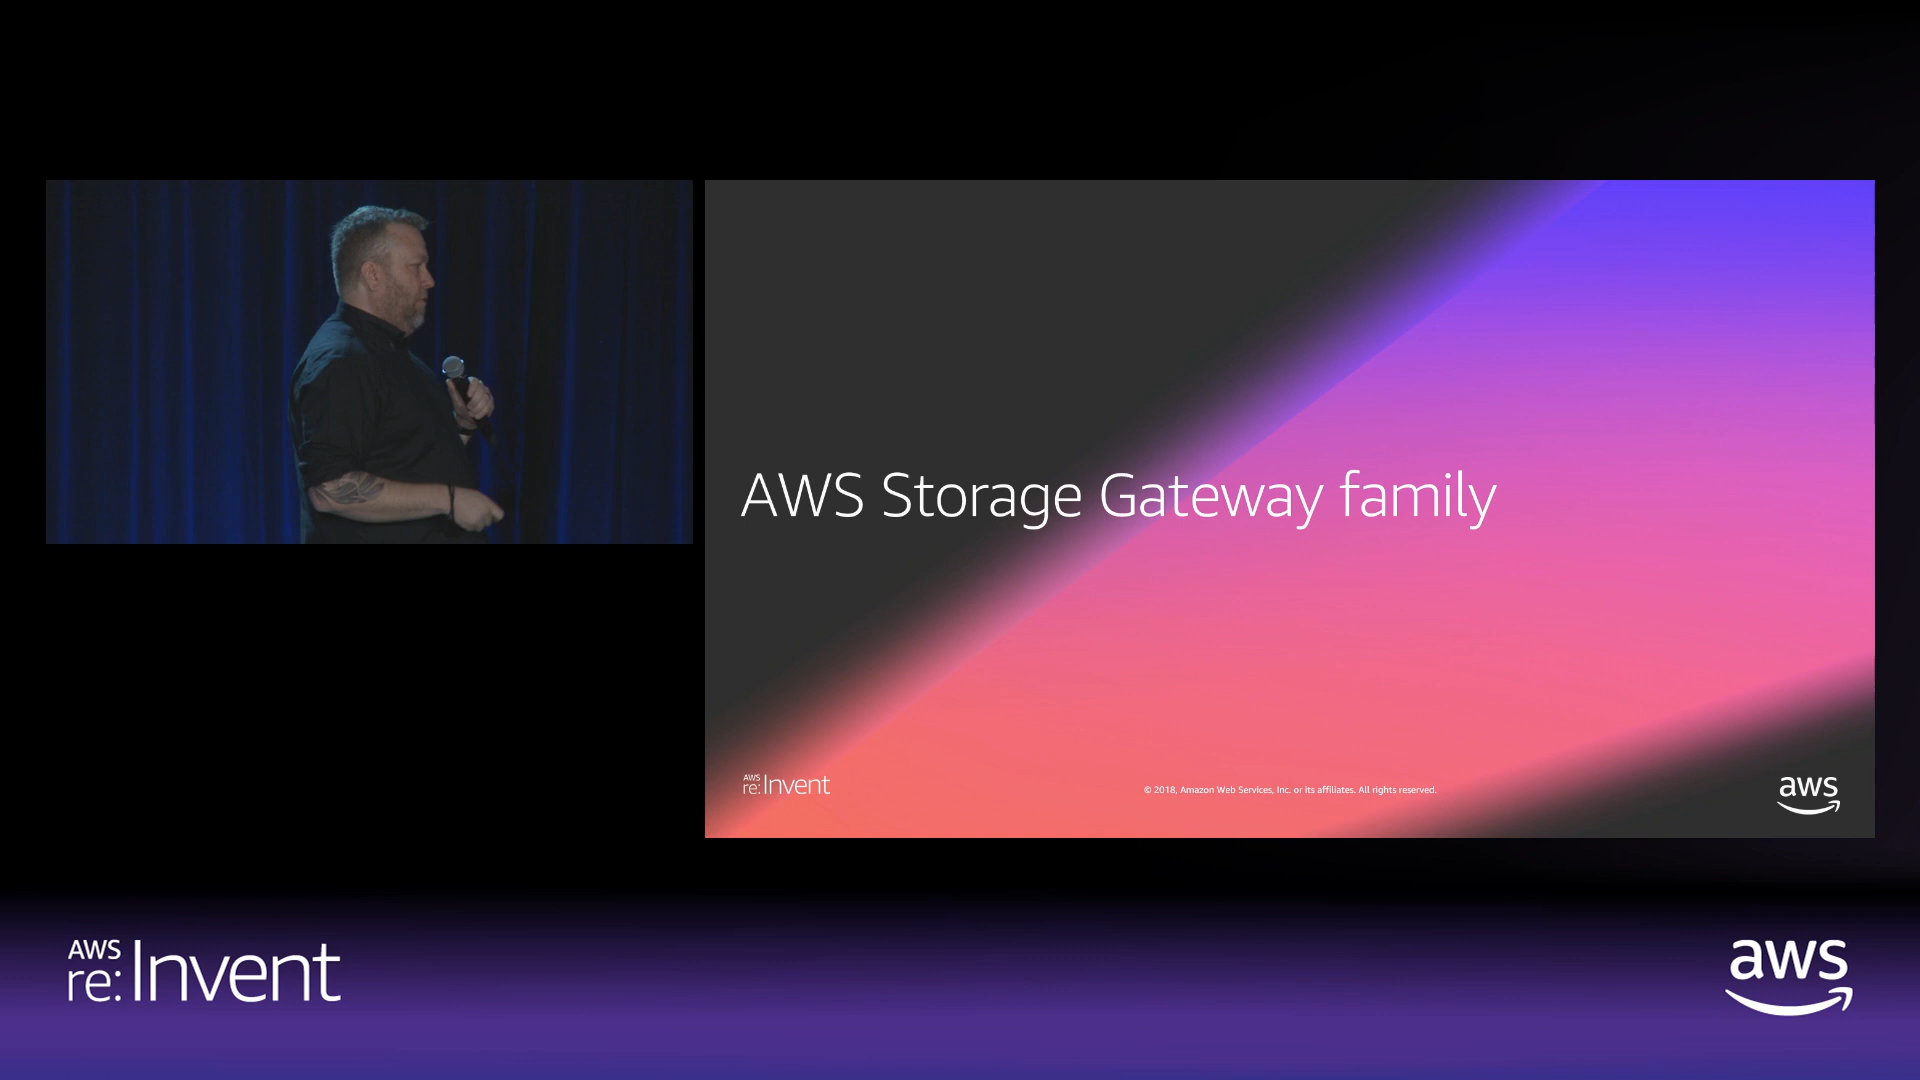 AWS Storage Gateway family
AWS
re:Invent
© 2018, Amazon Web Services, Inc. or its affiliates. All rights reserved.
aws
AWS
re:Invent
aws